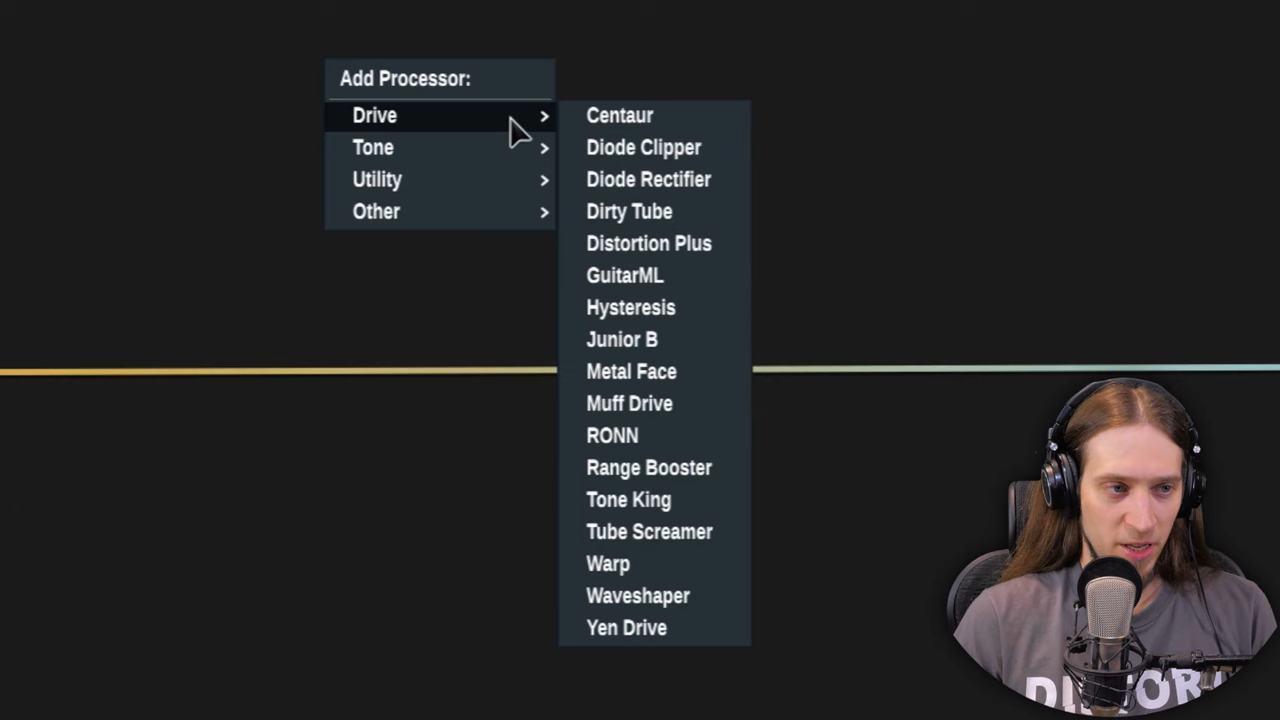 Add Processor:
Drive
Tone
Utility
Other
Centaur
Diode Clipper
Diode Rectifier
Dirty Tube
Distortion Plus
GuitarML
Hysteresis
Junior B
Metal Face
Muff Drive
RONN
Range Booster
Tone King
Tube Screamer
Warp
Waveshaper
Yen Drive